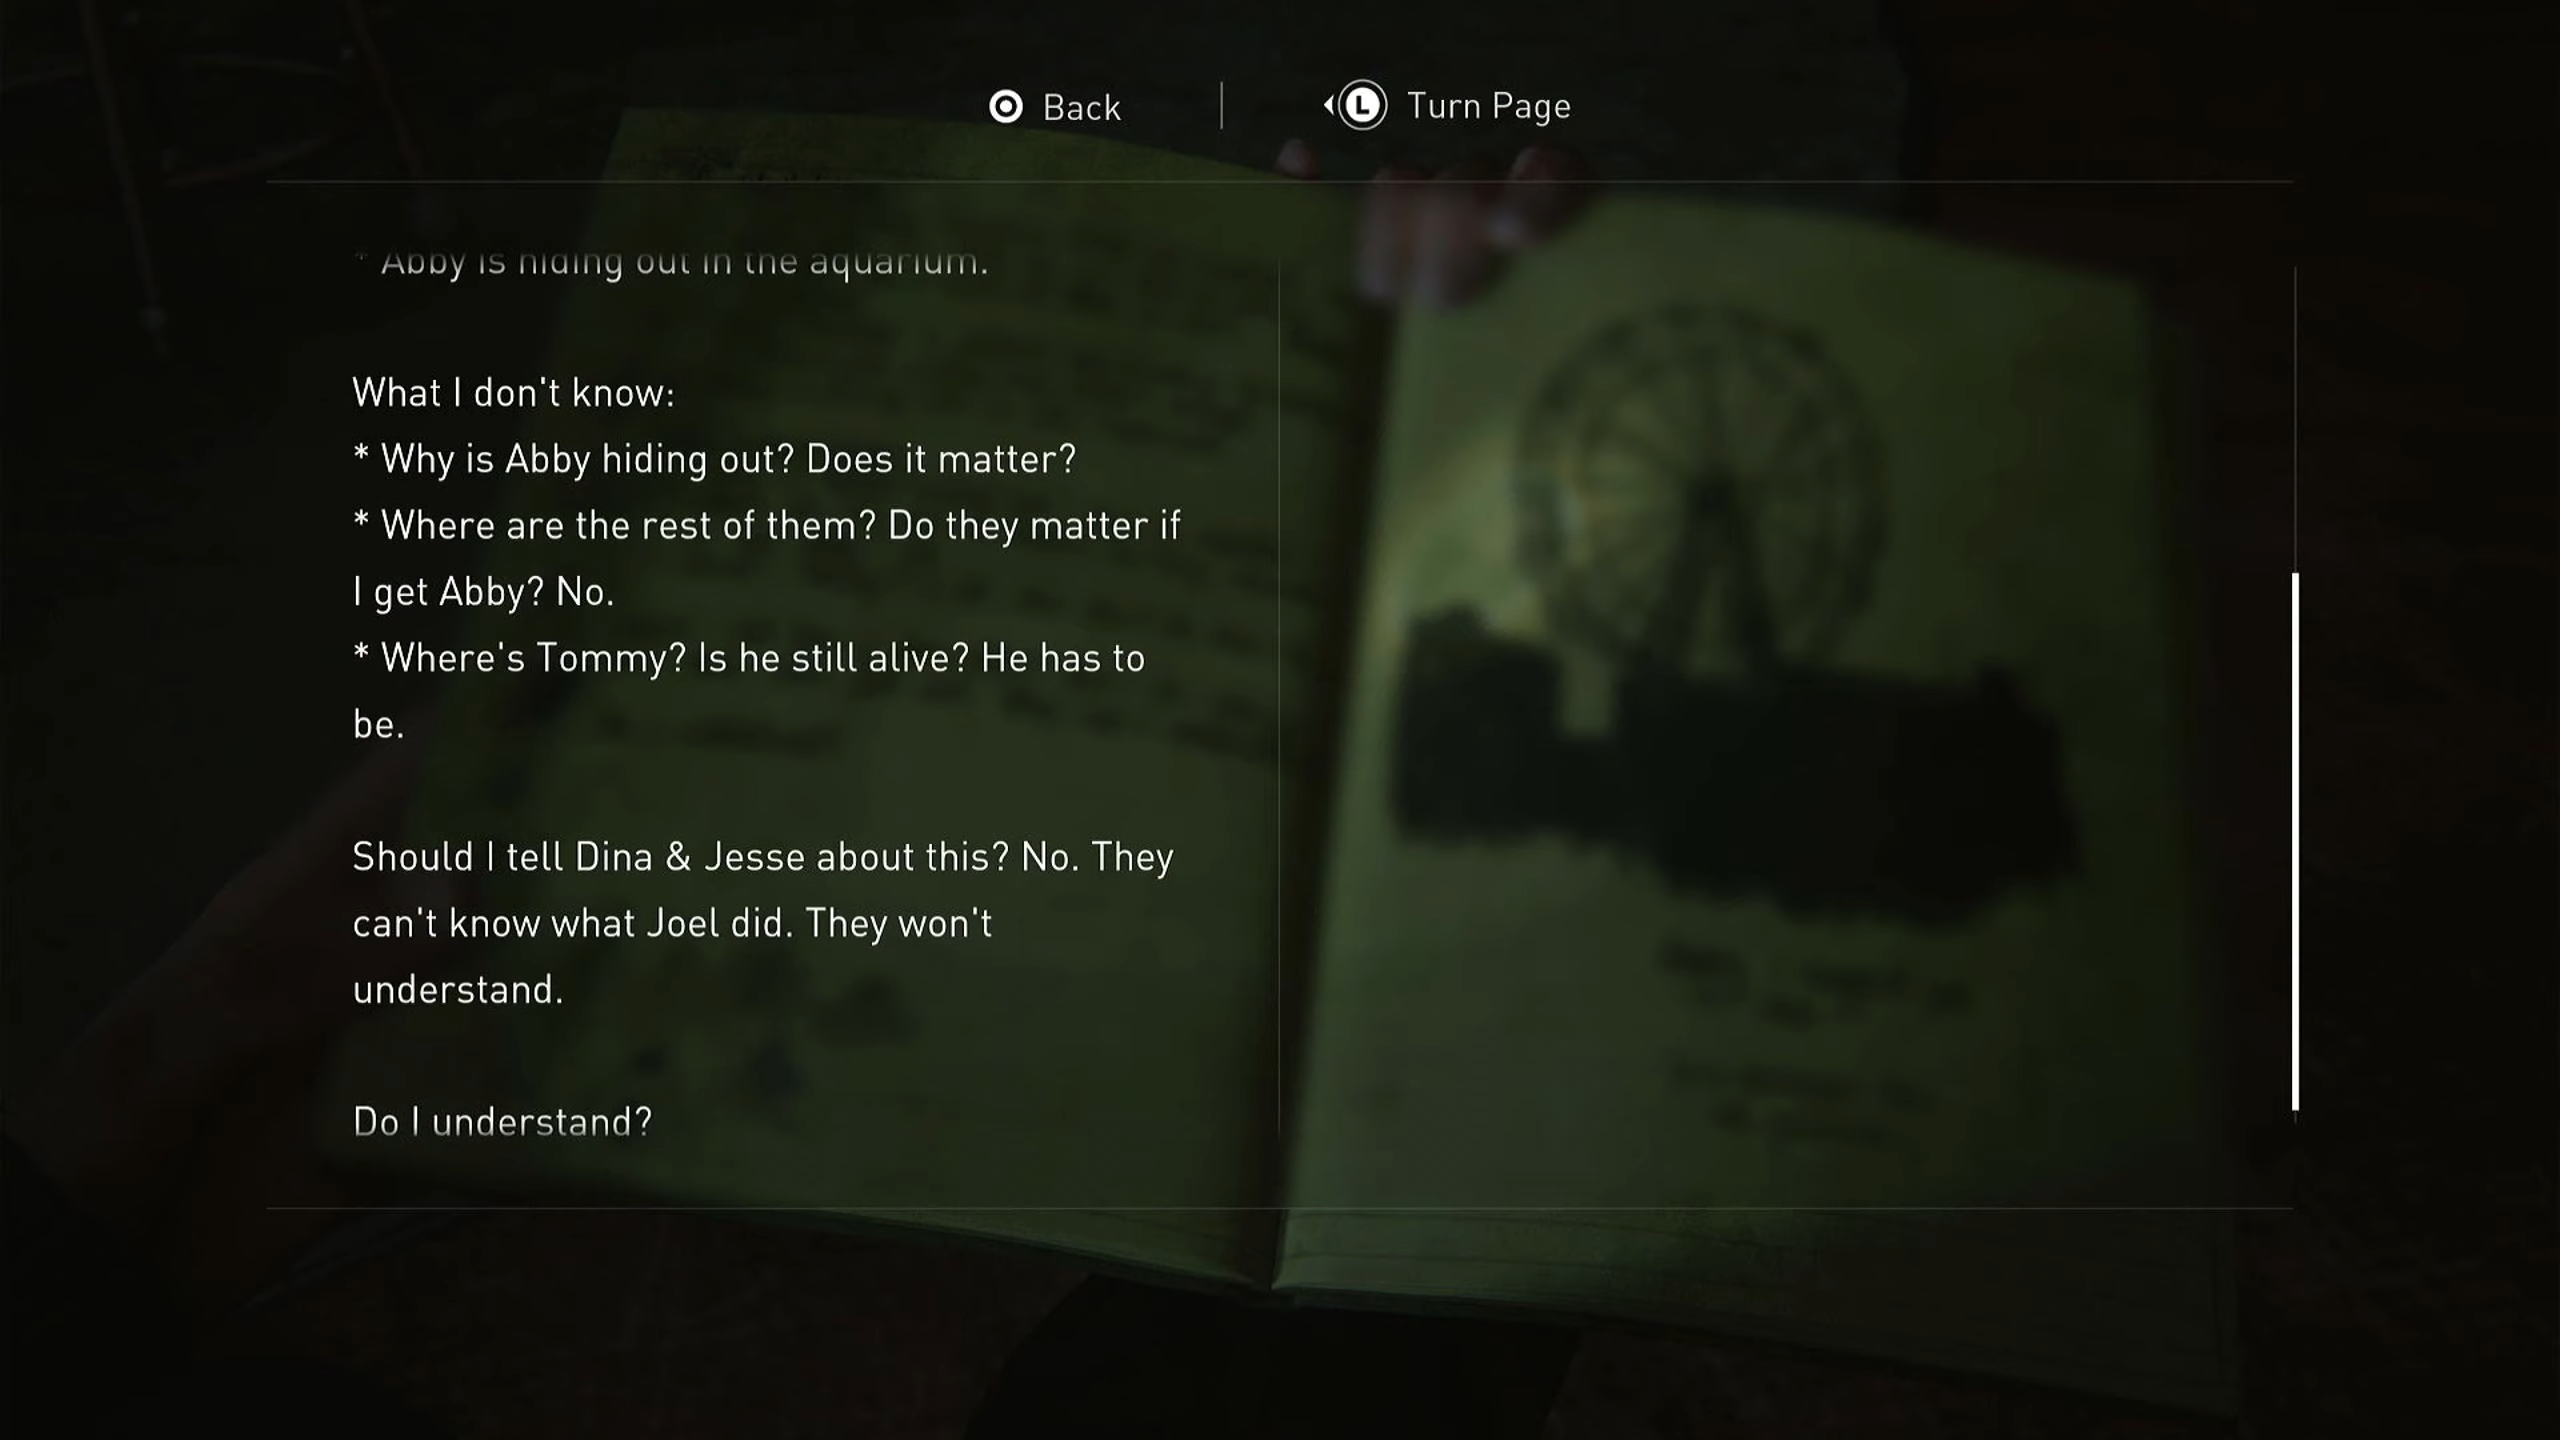 Back
L Turn Page
* Abby is hiding out in the aquarium.
What I don't know:
* Why is Abby hiding out? Does it matter?
* Where are the rest of them? Do they matter if
I get Abby? No.
* Where's Tommy? Is he still alive? He has to
be.
Should I tell Dina & Jesse about this? No. They
can't know what Joel did. They won't
understand.
Do I understand?